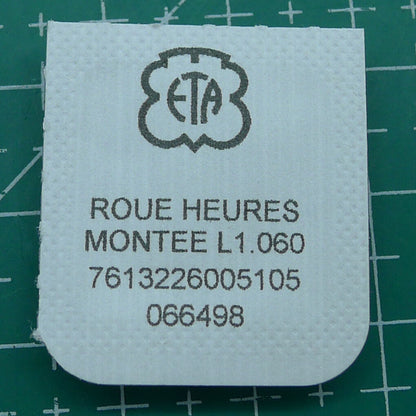 ETA
ROUE HEURES
MONTEE L1.060
7613226005105
066498